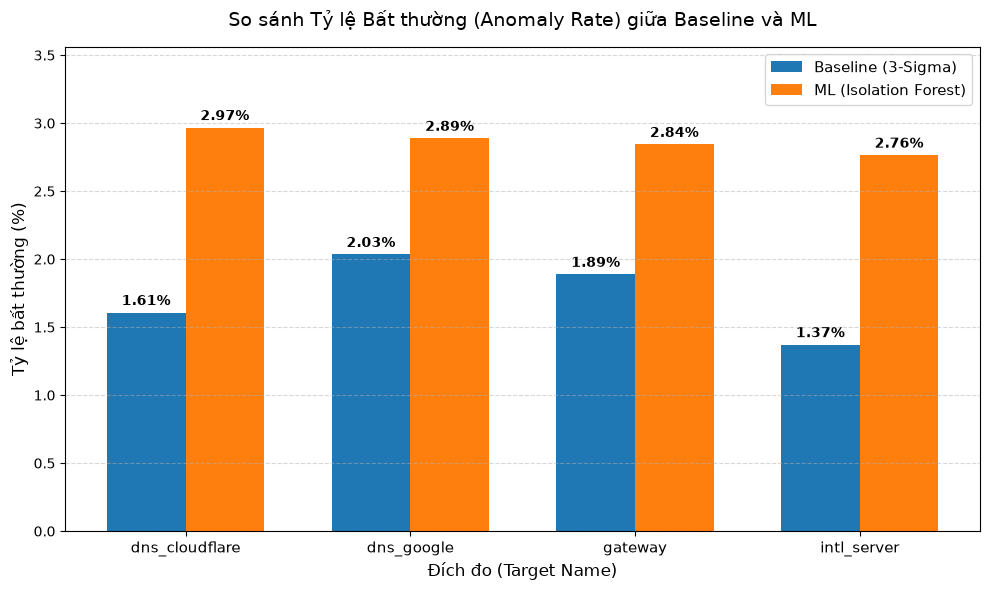 So sánh Tỷ lệ Bất thường (Anomaly Rate) giữa Baseline và ML
Baseline (3-Sigma)
ML (Isolation Forest)
Tỷ lệ bất thường (%)
3.5
3.0
2.5
2.0
1.5
1.0
0.5
0.0
1.61%
2.97%
2.03%
2.89%
1.89%
2.84%
1.37%
2.76%
dns_cloudflare
dns_google
gateway
intl_server
Đích đo (Target Name)